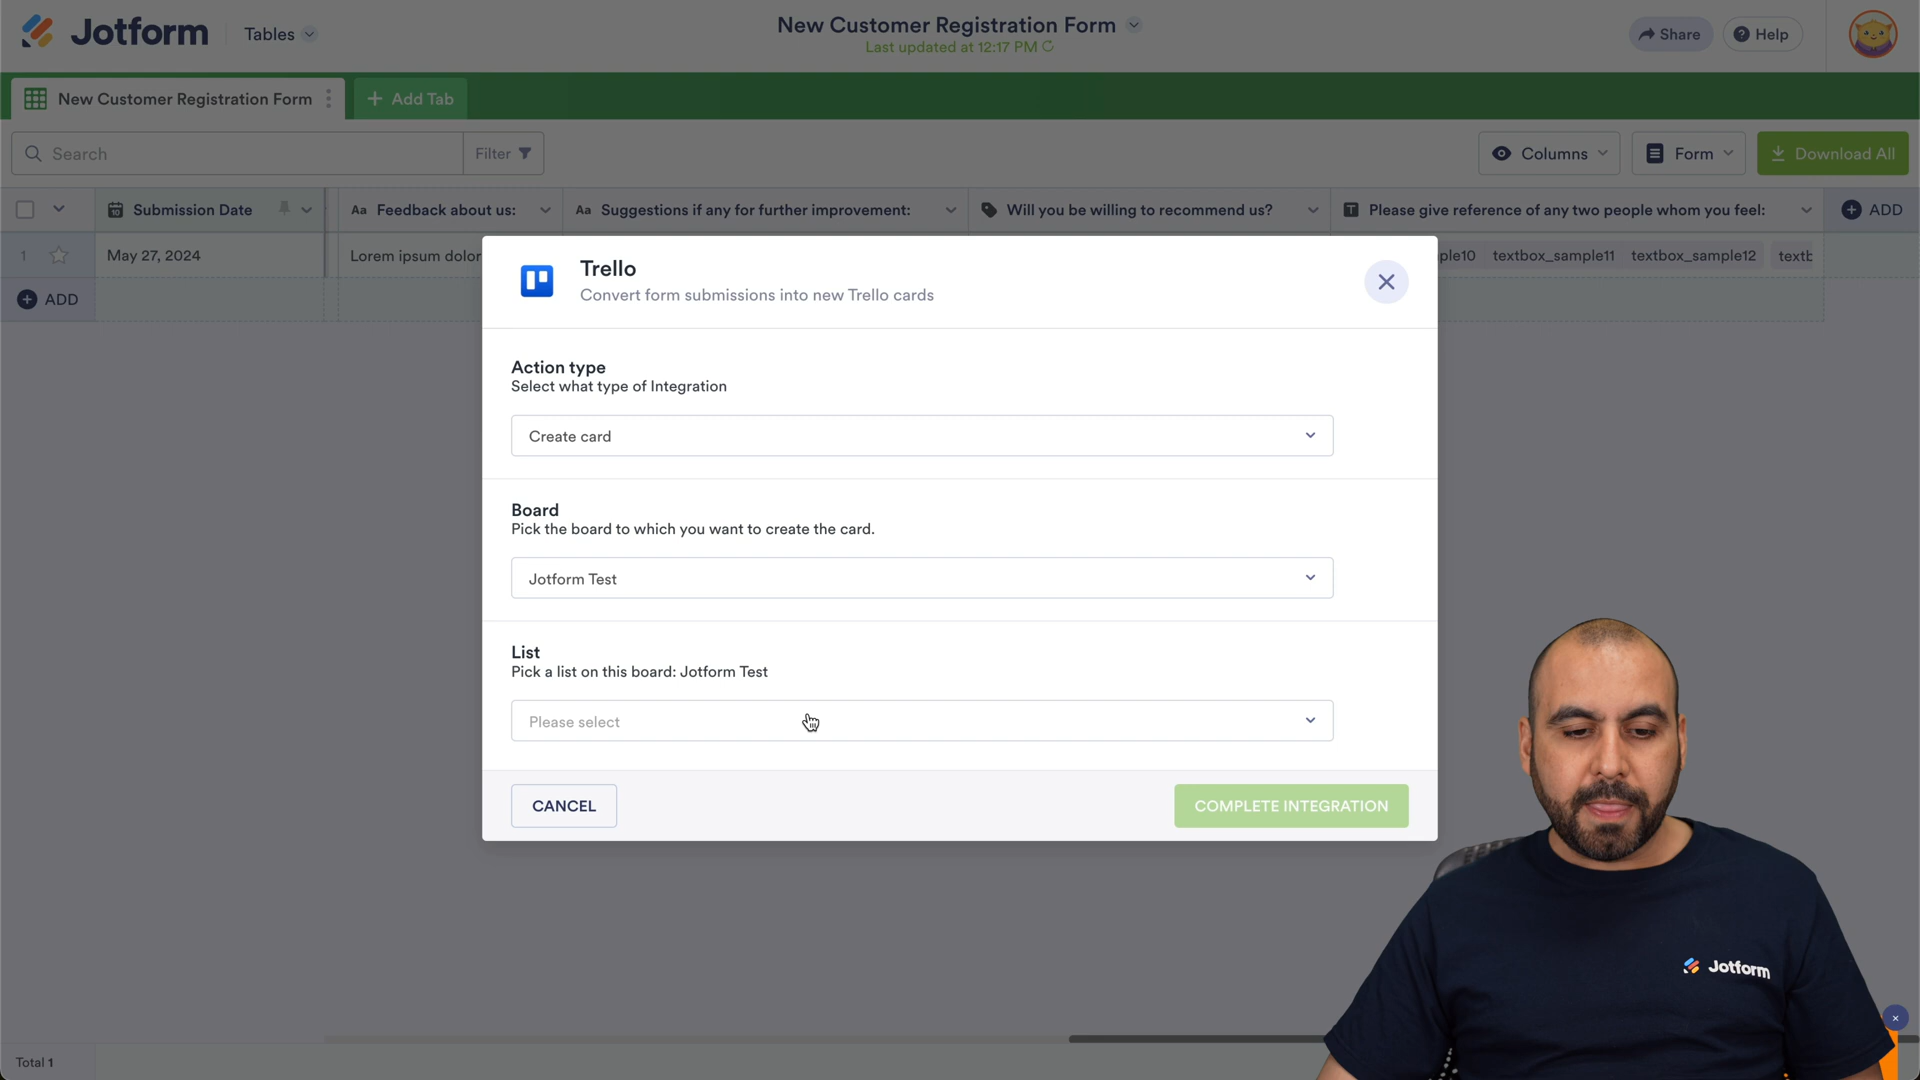 Jotform
Tables
New Customer Registration Form
Last updated at 12:17 PM
Share
Help
New Customer Registration Form
+ Add Tab
Search
Filter
Columns
Form
Download All
Submission Date
Aa Feedback about us:
Aa Suggestions if any for further improvement:
Will you be willing to recommend us?
T Please give reference of any two people whom you feel:
ADD
1
May 27, 2024
Lorem ipsum dolor
ple10
textbox_sample11
textbox_sample12
textb
ADD
Trello
Convert form submissions into new Trello cards
Action type
Select what type of Integration
Create card
Board
Pick the board to which you want to create the card.
Jotform Test
List
Pick a list on this board: Jotform Test
Please select
CANCEL
COMPLETE INTEGRATION
Jotform
Total 1